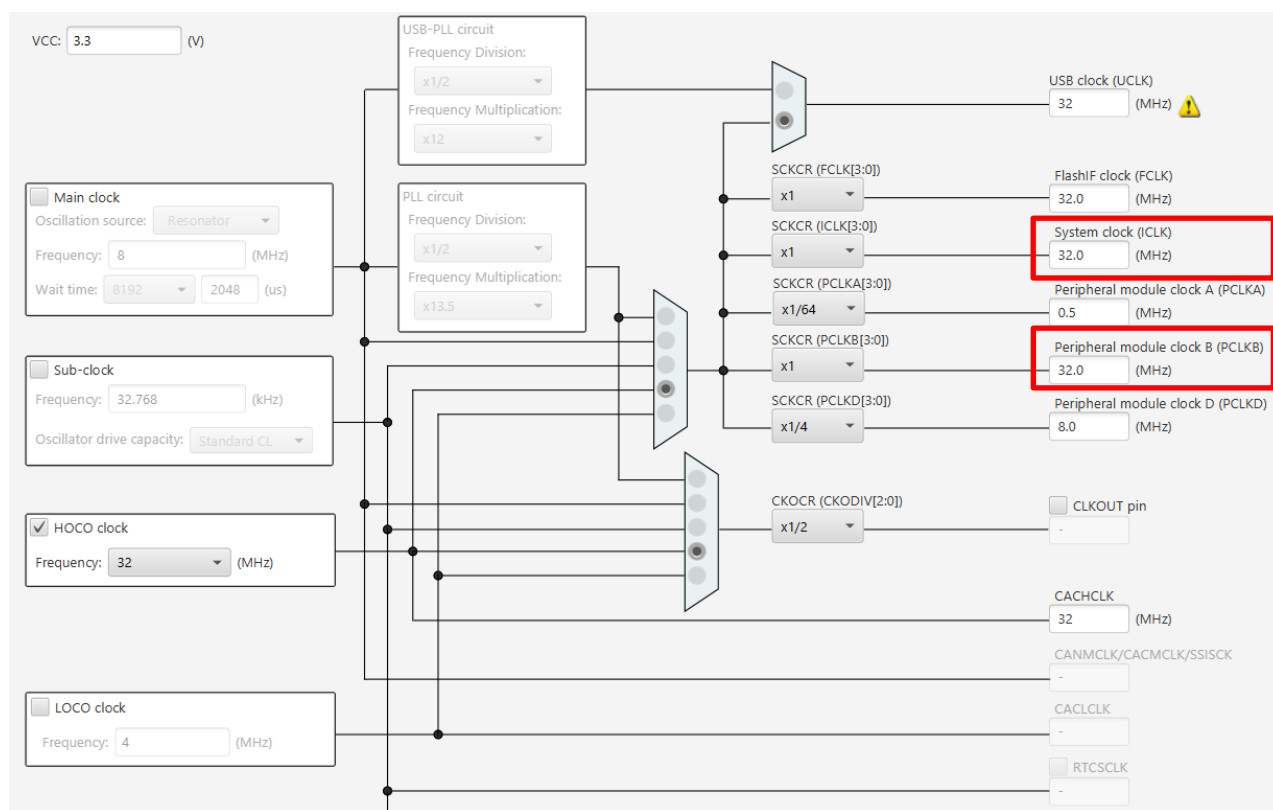 VCC: 3.3 (V)
USB-PLL circuit
Frequency Division:
x1/2
Frequency Multiplication:
x12
USB clock (UCLK)
32 (MHz)
Main clock
Oscillation source: Resonator
Frequency: 8 (MHz)
Wait time: 8192 2048 (us)
PLL circuit
Frequency Division:
x1/2
Frequency Multiplication:
x13.5
SCKCR (FCLK[3:0])
x1
FlashIF clock (FCLK)
32.0 (MHz)
SCKCR (ICLK[3:0])
x1
System clock (ICLK)
32.0 (MHz)
SCKCR (PCLKA[3:0])
x1/64
Peripheral module clock A (PCLKA)
0.5 (MHz)
SCKCR (PCLKB[3:0])
x1
Peripheral module clock B (PCLKB)
32.0 (MHz)
SCKCR (PCLKD[3:0])
x1/4
Peripheral module clock D (PCLKD)
8.0 (MHz)
Sub-clock
Frequency: 32.768 (kHz)
Oscillator drive capacity: Standard CL
HOCO clock
Frequency: 32 (MHz)
CKOCR (CKODIV[2:0])
x1/2
CLKOUT pin
-
CACHCLK
32 (MHz)
CANMCLK/CACMCLK/SSISCK
-
LOCO clock
Frequency: 4 (MHz)
CACLCLK
-
RTCSCLK
-